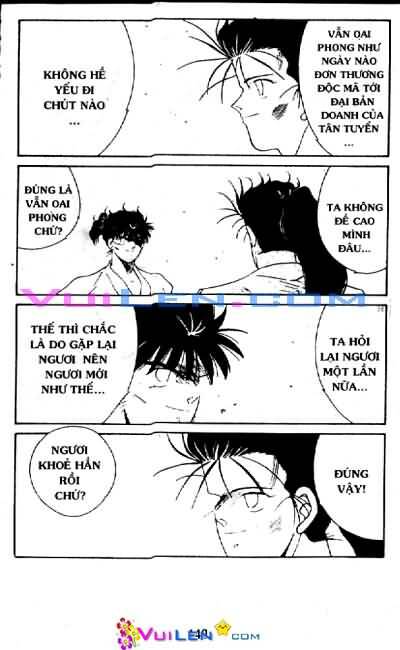 VẪN OAI
PHONG NHƯ
NGÀY NÀO
ĐƠN THƯƠNG
ĐỘC MÃ TỚI
ĐẠI BẢN
DOANH CỦA
TÂN TUYỂN
...
KHÔNG HỀ
YẾU ĐI
CHÚT NÀO
...
TA KHÔNG
ĐỀ CAO
MÌNH
ĐÂU...
ĐÚNG LÀ
VẪN OAI
PHONG
CHỨ?
VUILEN.COM
TA HỎI
LẠI NGƯƠI
MỘT LẦN
NỮA...
THẾ THÌ CHẮC
LÀ DO GẶP LẠI
NGƯƠI NÊN
NGƯƠI MỚI
NHƯ THẾ...
ĐÚNG
VẬY!
NGƯƠI
KHOẺ HẲN
RỒI
CHỨ?
VUILEN.COM